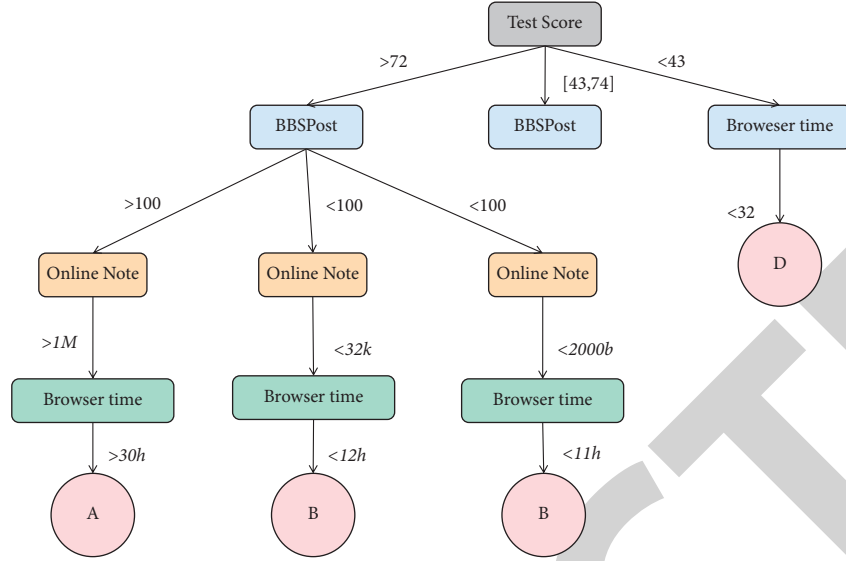 Test Score
>72
[43,74]
<43
BBSPost
BBSPost
Broweser time
>100
<100
<100
<32
Online Note
Online Note
Online Note
D
>1M
<32k
<2000b
Browser time
Browser time
Browser time
>30h
<12h
<11h
A
B
B